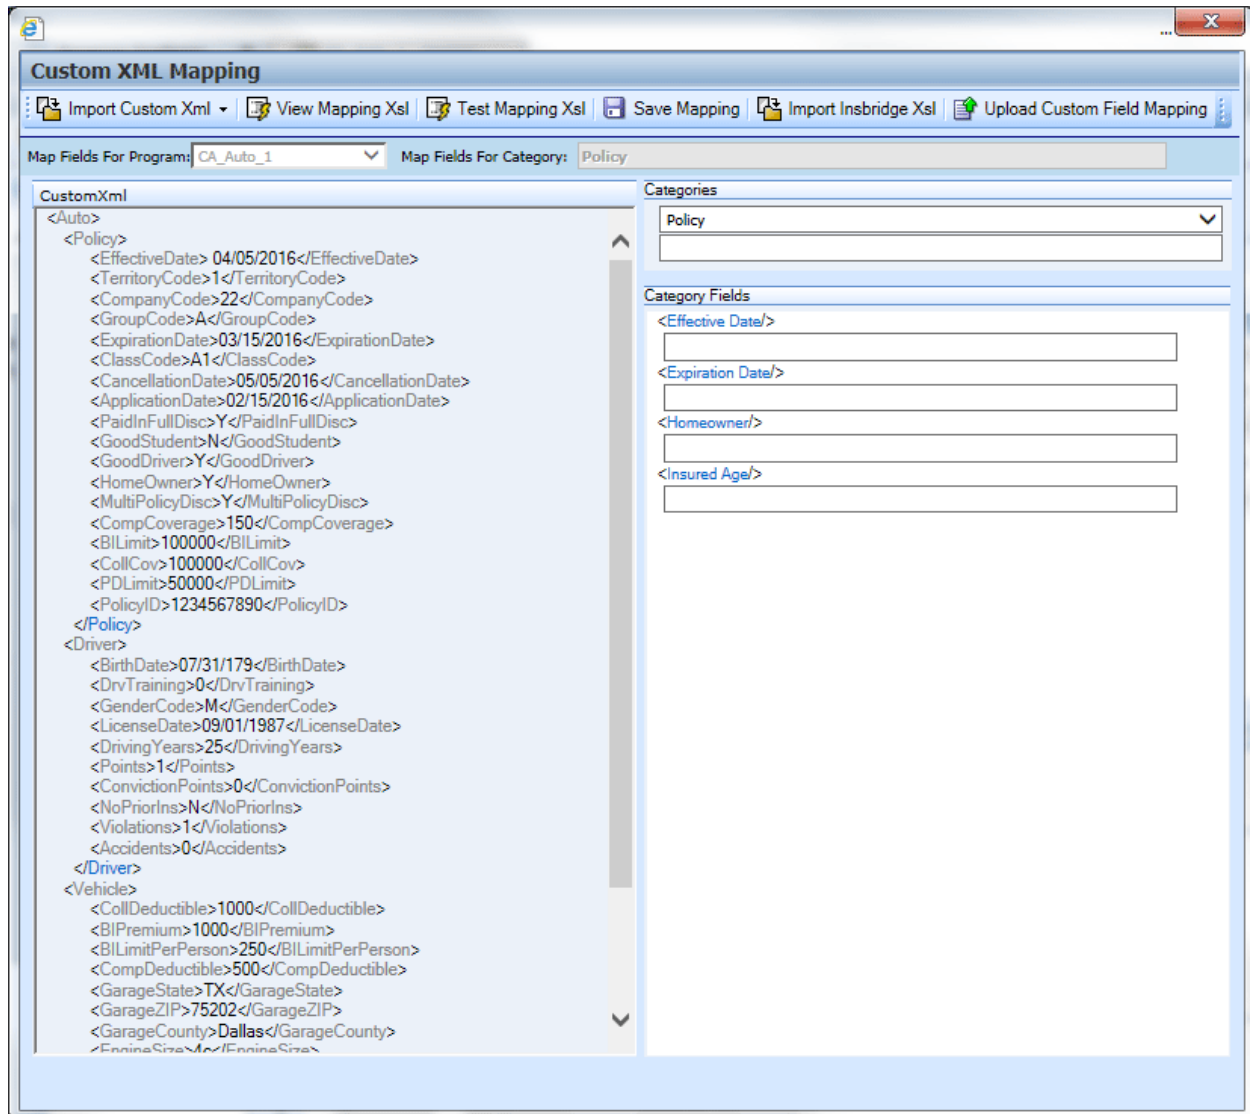 ...
Custom XML Mapping
Import Custom Xml View Mapping Xsl Test Mapping Xsl Save Mapping Import Insbridge Xsl Upload Custom Field Mapping
Map Fields For Program: CA_Auto_1 Map Fields For Category: Policy
CustomXml
<Auto>
<Policy>
<EffectiveDate> 04/05/2016</EffectiveDate>
<TerritoryCode>1</TerritoryCode>
<CompanyCode>22</CompanyCode>
<GroupCode>A</GroupCode>
<ExpirationDate>03/15/2016</ExpirationDate>
<ClassCode>A1</ClassCode>
<CancellationDate>05/05/2016</CancellationDate>
<ApplicationDate>02/15/2016</ApplicationDate>
<PaidInFullDisc>Y</PaidInFullDisc>
<GoodStudent>N</GoodStudent>
<GoodDriver>Y</GoodDriver>
<HomeOwner>Y</HomeOwner>
<MultiPolicyDisc>Y</MultiPolicyDisc>
<CompCoverage>150</CompCoverage>
<BILimit>100000</BILimit>
<CollCov>100000</CollCov>
<PDLimit>50000</PDLimit>
<PolicyID>1234567890</PolicyID>
</Policy>
<Driver>
<BirthDate>07/31/179</BirthDate>
<DrvTraining>0</DrvTraining>
<GenderCode>M</GenderCode>
<LicenseDate>09/01/1987</LicenseDate>
<DrivingYears>25</DrivingYears>
<Points>1</Points>
<ConvictionPoints>0</ConvictionPoints>
<NoPriorIns>N</NoPriorIns>
<Violations>1</Violations>
<Accidents>0</Accidents>
</Driver>
<Vehicle>
<CollDeductible>1000</CollDeductible>
<BIPremium>1000</BIPremium>
<BILimitPerPerson>250</BILimitPerPerson>
<CompDeductible>500</CompDeductible>
<GarageState>TX</GarageState>
<GarageZIP>75202</GarageZIP>
<GarageCounty>Dallas</GarageCounty>
<EngineSize>4c</EngineSize>
Categories
Policy
Category Fields
<Effective Date/>
<Expiration Date/>
<Homeowner/>
<Insured Age/>